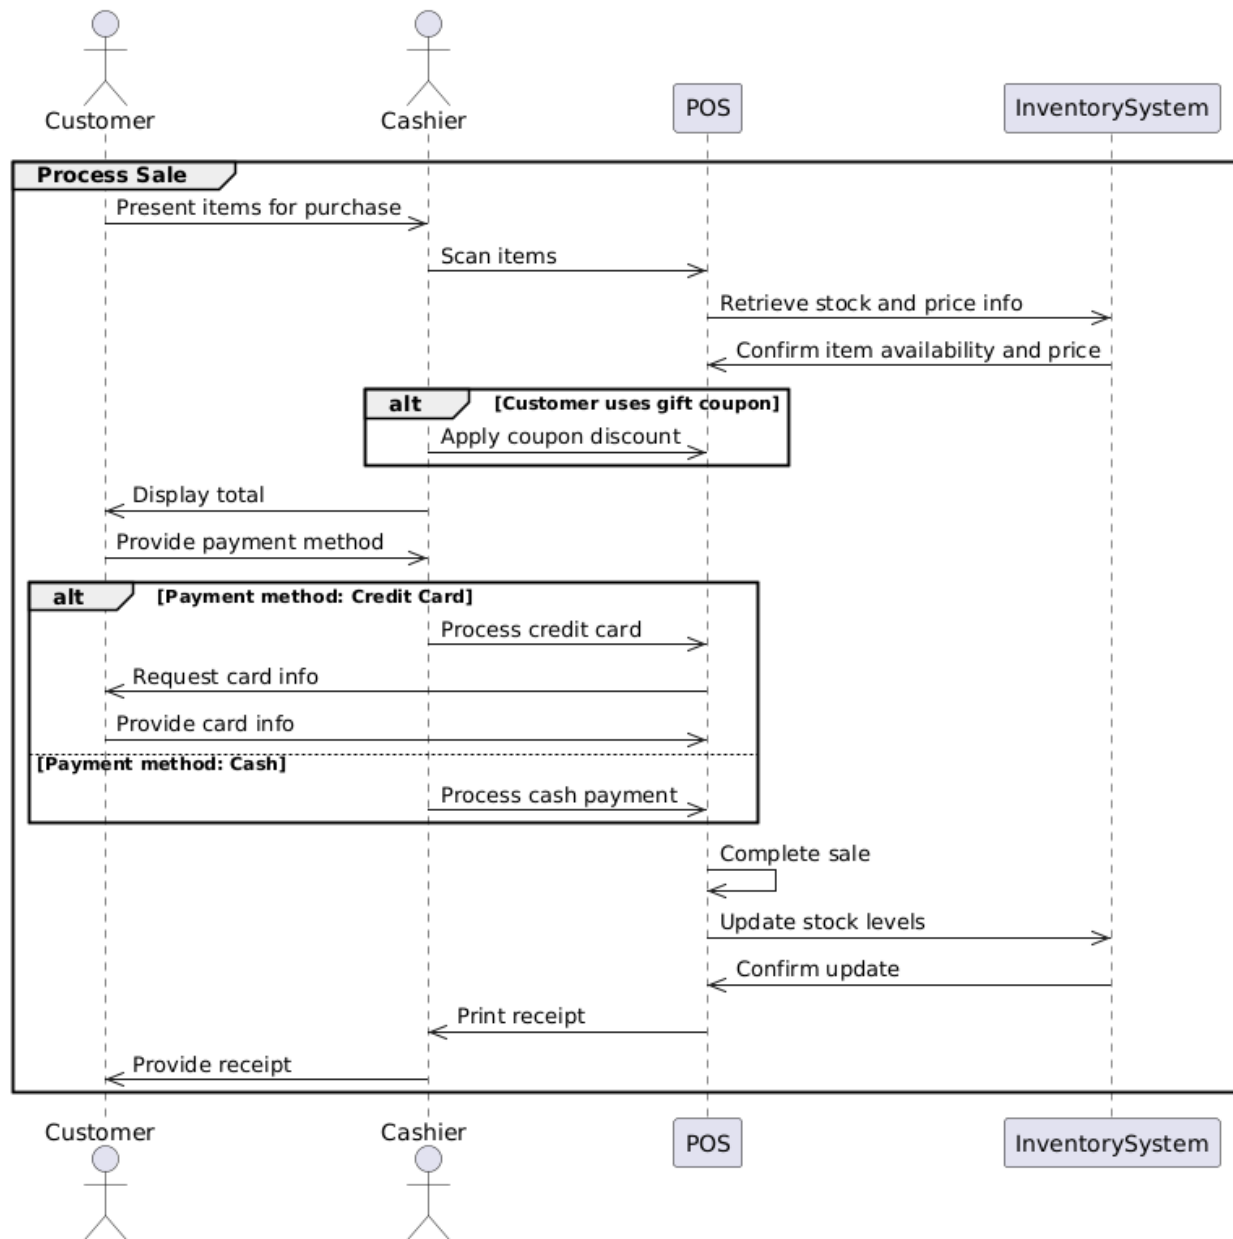 Customer
Cashier
POS
InventorySystem
Process Sale
Present items for purchase
Scan items
Retrieve stock and price info
Confirm item availability and price
alt [Customer uses gift coupon]
Apply coupon discount
Display total
Provide payment method
alt [Payment method: Credit Card]
Process credit card
Request card info
Provide card info
[Payment method: Cash]
Process cash payment
Complete sale
Update stock levels
Confirm update
Print receipt
Provide receipt
Customer
Cashier
POS
InventorySystem